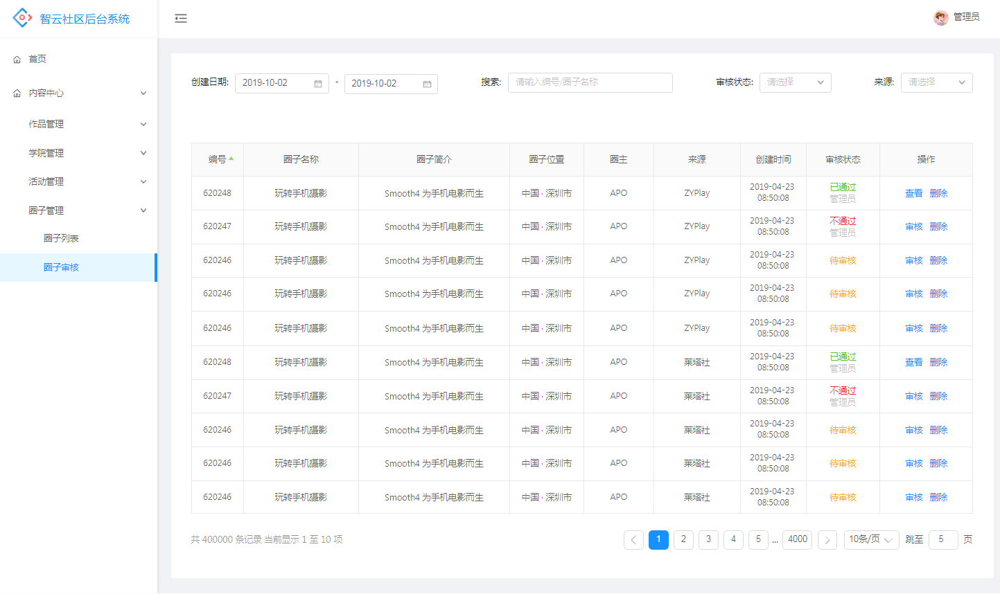 智云社区后台系统
管理员
首页
内容中心
作品管理
学院管理
活动管理
圈子管理
圈子列表
圈子审核
创建日期: 2019-10-02 - 2019-10-02 搜索: 请输入编号/圈子名称 审核状态: 请选择 来源: 请选择
编号 圈子名称 圈子简介 圈子位置 圈主 来源 创建时间 审核状态 操作
620248 玩转手机摄影 Smooth4 为手机电影而生 中国 · 深圳市 APO ZYPlay 2019-04-23 08:50:08 已通过 管理员 查看 删除
620247 玩转手机摄影 Smooth4 为手机电影而生 中国 · 深圳市 APO ZYPlay 2019-04-23 08:50:08 不通过 管理员 审核 删除
620246 玩转手机摄影 Smooth4 为手机电影而生 中国 · 深圳市 APO ZYPlay 2019-04-23 08:50:08 待审核 审核 删除
620246 玩转手机摄影 Smooth4 为手机电影而生 中国 · 深圳市 APO ZYPlay 2019-04-23 08:50:08 待审核 审核 删除
620246 玩转手机摄影 Smooth4 为手机电影而生 中国 · 深圳市 APO ZYPlay 2019-04-23 08:50:08 待审核 审核 删除
620248 玩转手机摄影 Smooth4 为手机电影而生 中国 · 深圳市 APO 莱塔社 2019-04-23 08:50:08 已通过 管理员 查看 删除
620247 玩转手机摄影 Smooth4 为手机电影而生 中国 · 深圳市 APO 莱塔社 2019-04-23 08:50:08 不通过 管理员 审核 删除
620246 玩转手机摄影 Smooth4 为手机电影而生 中国 · 深圳市 APO 莱塔社 2019-04-23 08:50:08 待审核 审核 删除
620246 玩转手机摄影 Smooth4 为手机电影而生 中国 · 深圳市 APO 莱塔社 2019-04-23 08:50:08 待审核 审核 删除
620246 玩转手机摄影 Smooth4 为手机电影而生 中国 · 深圳市 APO 莱塔社 2019-04-23 08:50:08 待审核 审核 删除
共 400000 条记录 当前显示 1 至 10 项 1 2 3 4 5 ... 4000 10条/页 跳至 5 页